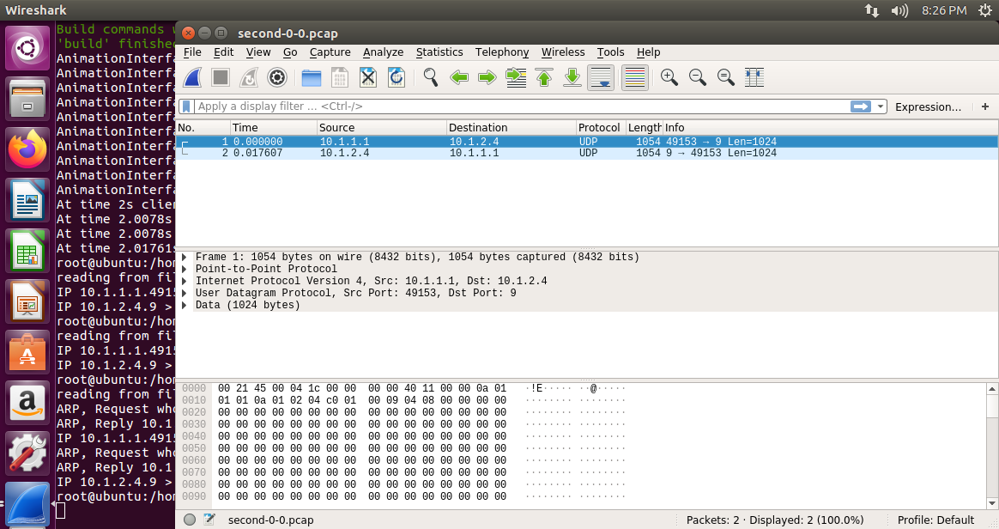 Wireshark
8:26 PM
Build commands
'build' finished
AnimationInterfa
AnimationInterfa
AnimationInterfa
AnimationInterfa
AnimationInterfa
AnimationInterfa
AnimationInterfa
AnimationInterfa
AnimationInterfa
AnimationInterfa
At time 2s clien
At time 2.0078s
At time 2.0078s
At time 2.01761s
root@ubuntu:/hom
reading from fil
IP 10.1.1.1.4915
IP 10.1.2.4.9 >
root@ubuntu:/hom
reading from fil
IP 10.1.1.1.4915
IP 10.1.2.4.9 >
root@ubuntu:/hom
reading from fil
ARP, Request who
ARP, Reply 10.1
IP 10.1.1.1.4915
ARP, Request who
ARP, Reply 10.1
IP 10.1.2.4.9 >
root@ubuntu:/hom
second-0-0.pcap
File Edit View Go Capture Analyze Statistics Telephony Wireless Tools Help
Apply a display filter ... <Ctrl-/> Expression... +
No. Time Source Destination Protocol Length Info
1 0.000000 10.1.1.1 10.1.2.4 UDP 1054 49153 → 9 Len=1024
2 0.017607 10.1.2.4 10.1.1.1 UDP 1054 9 → 49153 Len=1024
Frame 1: 1054 bytes on wire (8432 bits), 1054 bytes captured (8432 bits)
Point-to-Point Protocol
Internet Protocol Version 4, Src: 10.1.1.1, Dst: 10.1.2.4
User Datagram Protocol, Src Port: 49153, Dst Port: 9
Data (1024 bytes)
0000 00 21 45 00 04 1c 00 00 00 00 40 11 00 00 0a 01 ·!E····· ··@·····
0010 01 01 0a 01 02 04 c0 01 00 09 04 08 00 00 00 00 ········ ········
0020 00 00 00 00 00 00 00 00 00 00 00 00 00 00 00 00 ········ ········
0030 00 00 00 00 00 00 00 00 00 00 00 00 00 00 00 00 ········ ········
0040 00 00 00 00 00 00 00 00 00 00 00 00 00 00 00 00 ········ ········
0050 00 00 00 00 00 00 00 00 00 00 00 00 00 00 00 00 ········ ········
0060 00 00 00 00 00 00 00 00 00 00 00 00 00 00 00 00 ········ ········
0070 00 00 00 00 00 00 00 00 00 00 00 00 00 00 00 00 ········ ········
0080 00 00 00 00 00 00 00 00 00 00 00 00 00 00 00 00 ········ ········
0090 00 00 00 00 00 00 00 00 00 00 00 00 00 00 00 00 ········ ········
second-0-0.pcap Packets: 2 · Displayed: 2 (100.0%) Profile: Default